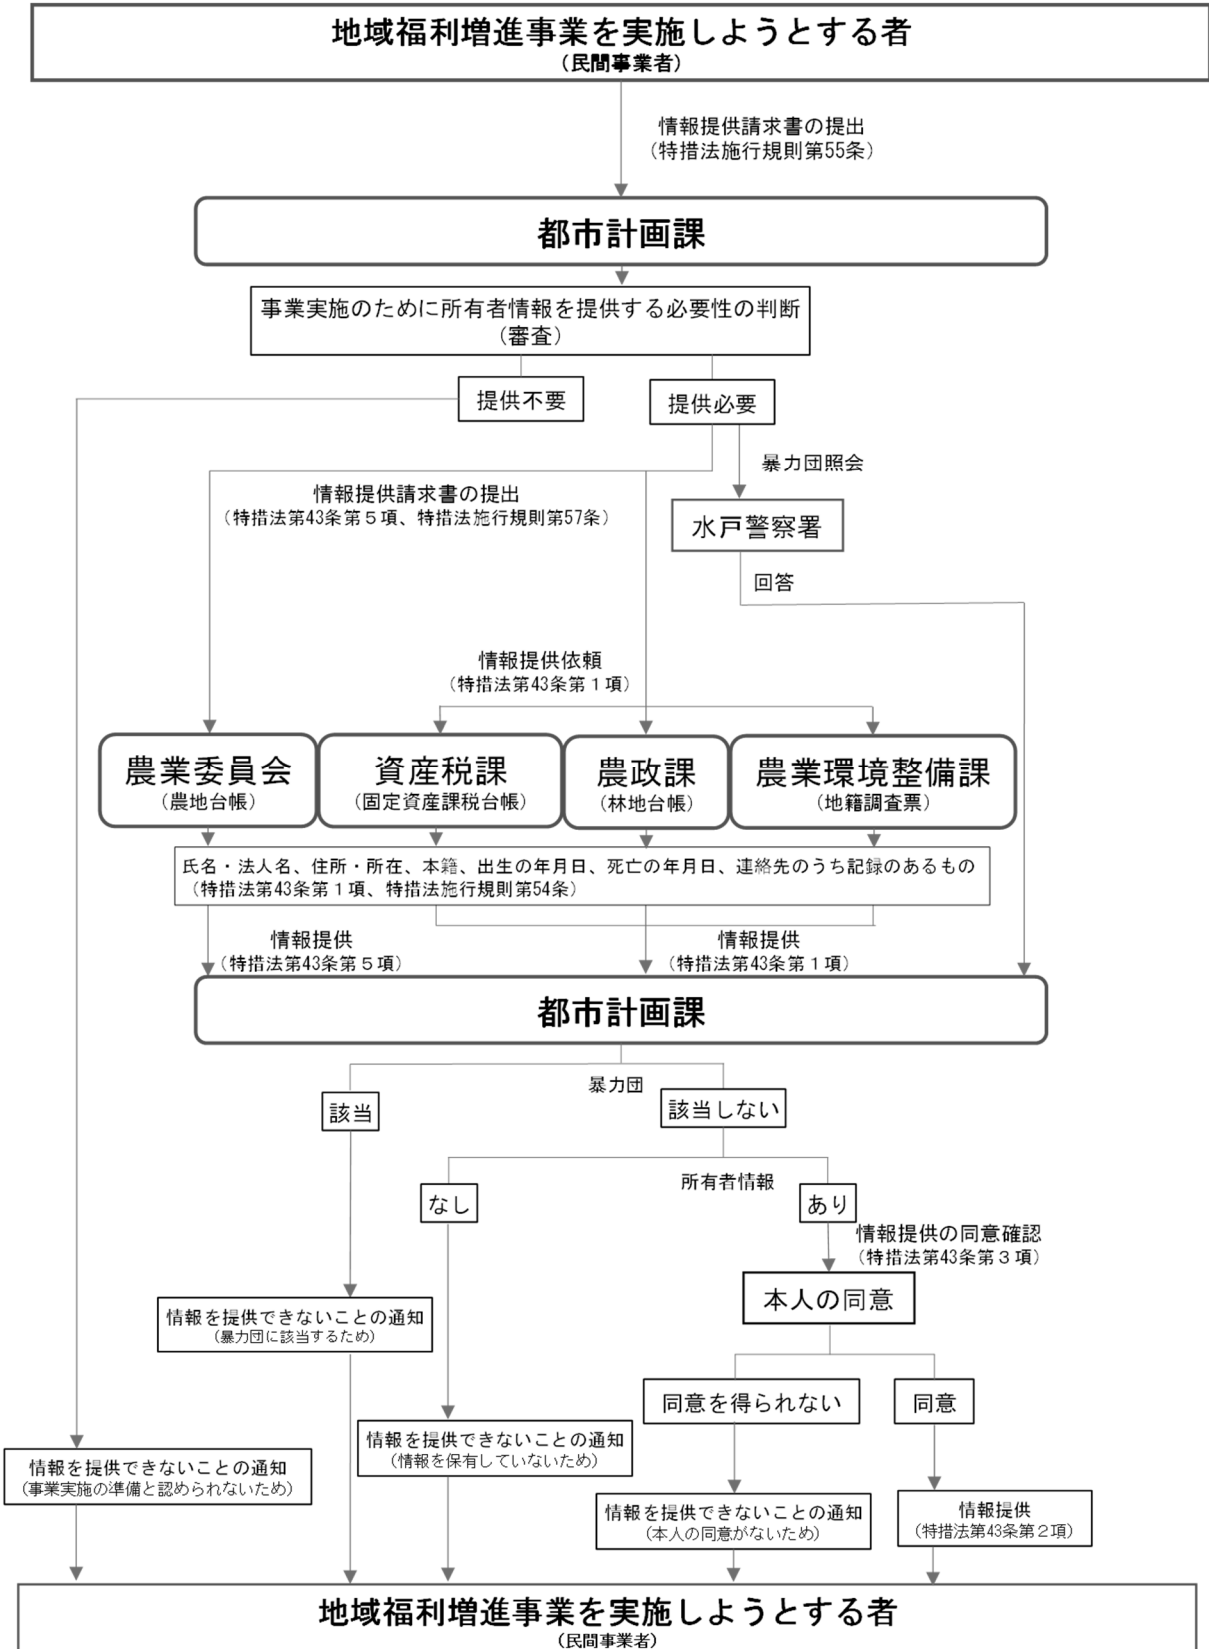 地域福利増進事業を実施しようとする者
（民間事業者）
情報提供請求書の提出
（特措法施行規則第55条）
都市計画課
事業実施のために所有者情報を提供する必要性の判断
（審査）
提供不要
提供必要
暴力団照会
情報提供請求書の提出
（特措法第43条第５項、特措法施行規則第57条）
水戸警察署
回答
情報提供依頼
（特措法第43条第１項）
農業委員会
（農地台帳）
資産税課
（固定資産課税台帳）
農政課
（林地台帳）
農業環境整備課
（地籍調査票）
氏名・法人名、住所・所在、本籍、出生の年月日、死亡の年月日、連絡先のうち記録のあるもの
（特措法第43条第１項、特措法施行規則第54条）
情報提供
（特措法第43条第５項）
情報提供
（特措法第43条第１項）
都市計画課
暴力団
該当
該当しない
所有者情報
なし
あり
情報提供の同意確認
（特措法第43条第３項）
本人の同意
情報を提供できないことの通知
（暴力団に該当するため）
同意を得られない
同意
情報を提供できないことの通知
（情報を保有していないため）
情報を提供できないことの通知
（事業実施の準備と認められないため）
情報を提供できないことの通知
（本人の同意がないため）
情報提供
（特措法第43条第２項）
地域福利増進事業を実施しようとする者
（民間事業者）